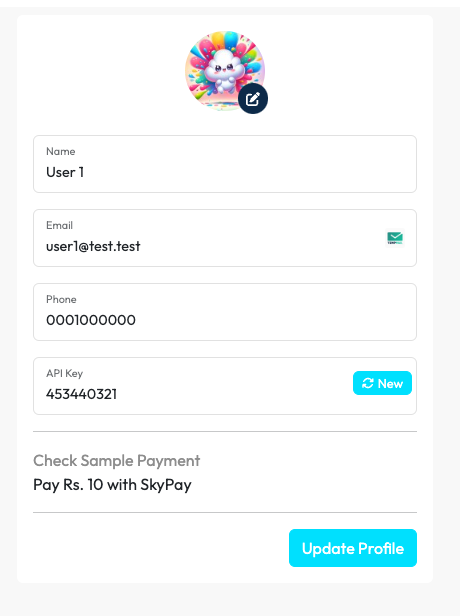 Name
User 1
Email
user1@test.test
Phone
0001000000
API Key
453440321
New
Check Sample Payment
Pay Rs. 10 with SkyPay
Update Profile